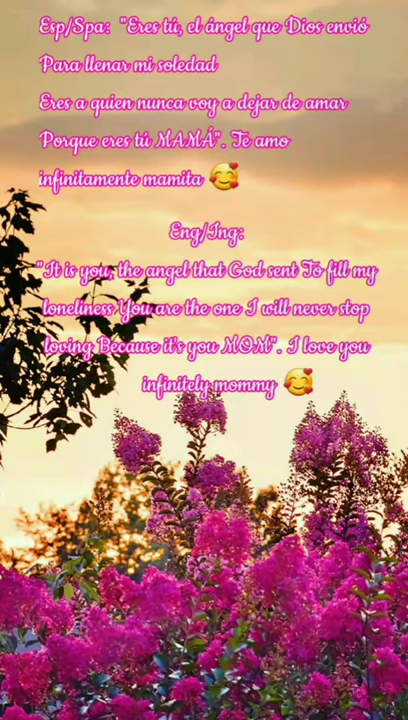 Esp/Spa: "Eres tú, el ángel que Dios envió
Para llenar mi soledad
Eres a quien nunca voy a dejar de amar
Porque eres tú MAMÁ". Te amo
infinitamente mamita 🥰
Eng/Ing:
"It is you, the angel that God sent To fill my
loneliness You are the one I will never stop
loving Because it's you MOM". I love you
infinitely mommy 🥰